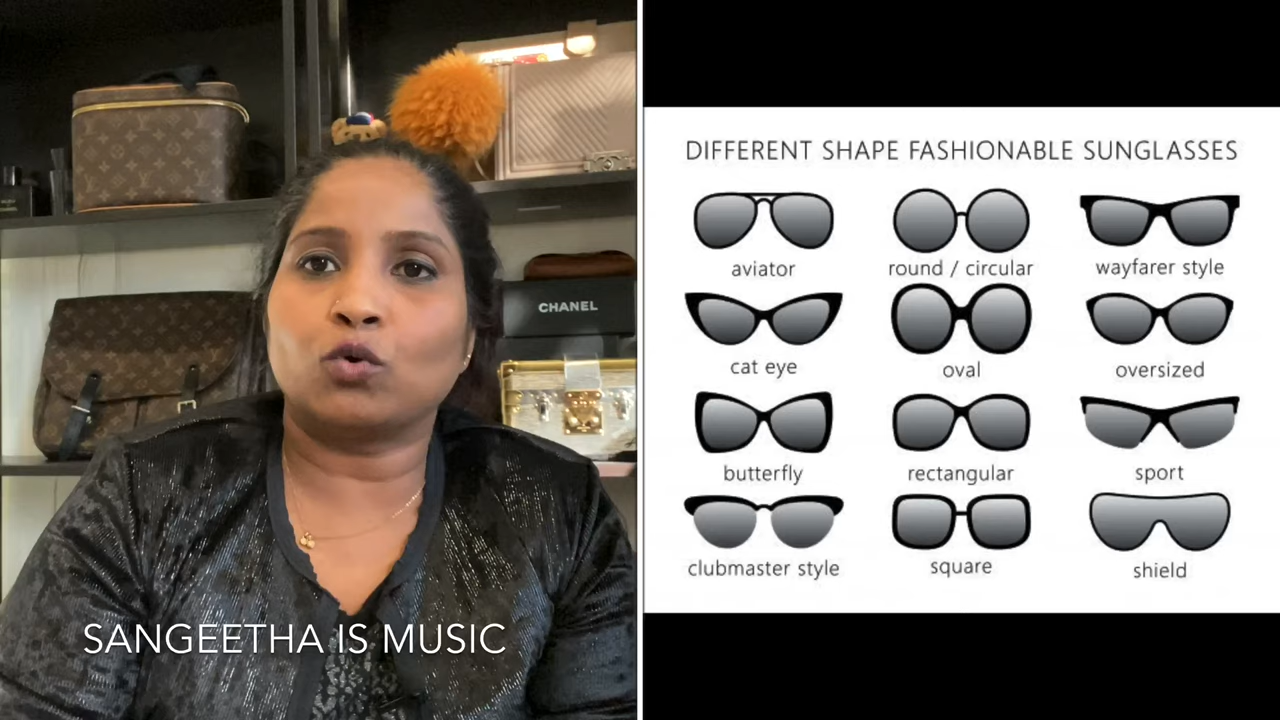 CHANEL
SANGEETHA IS MUSIC
DIFFERENT SHAPE FASHIONABLE SUNGLASSES
aviator
round / circular
wayfarer style
cat eye
oval
oversized
butterfly
rectangular
sport
clubmaster style
square
shield